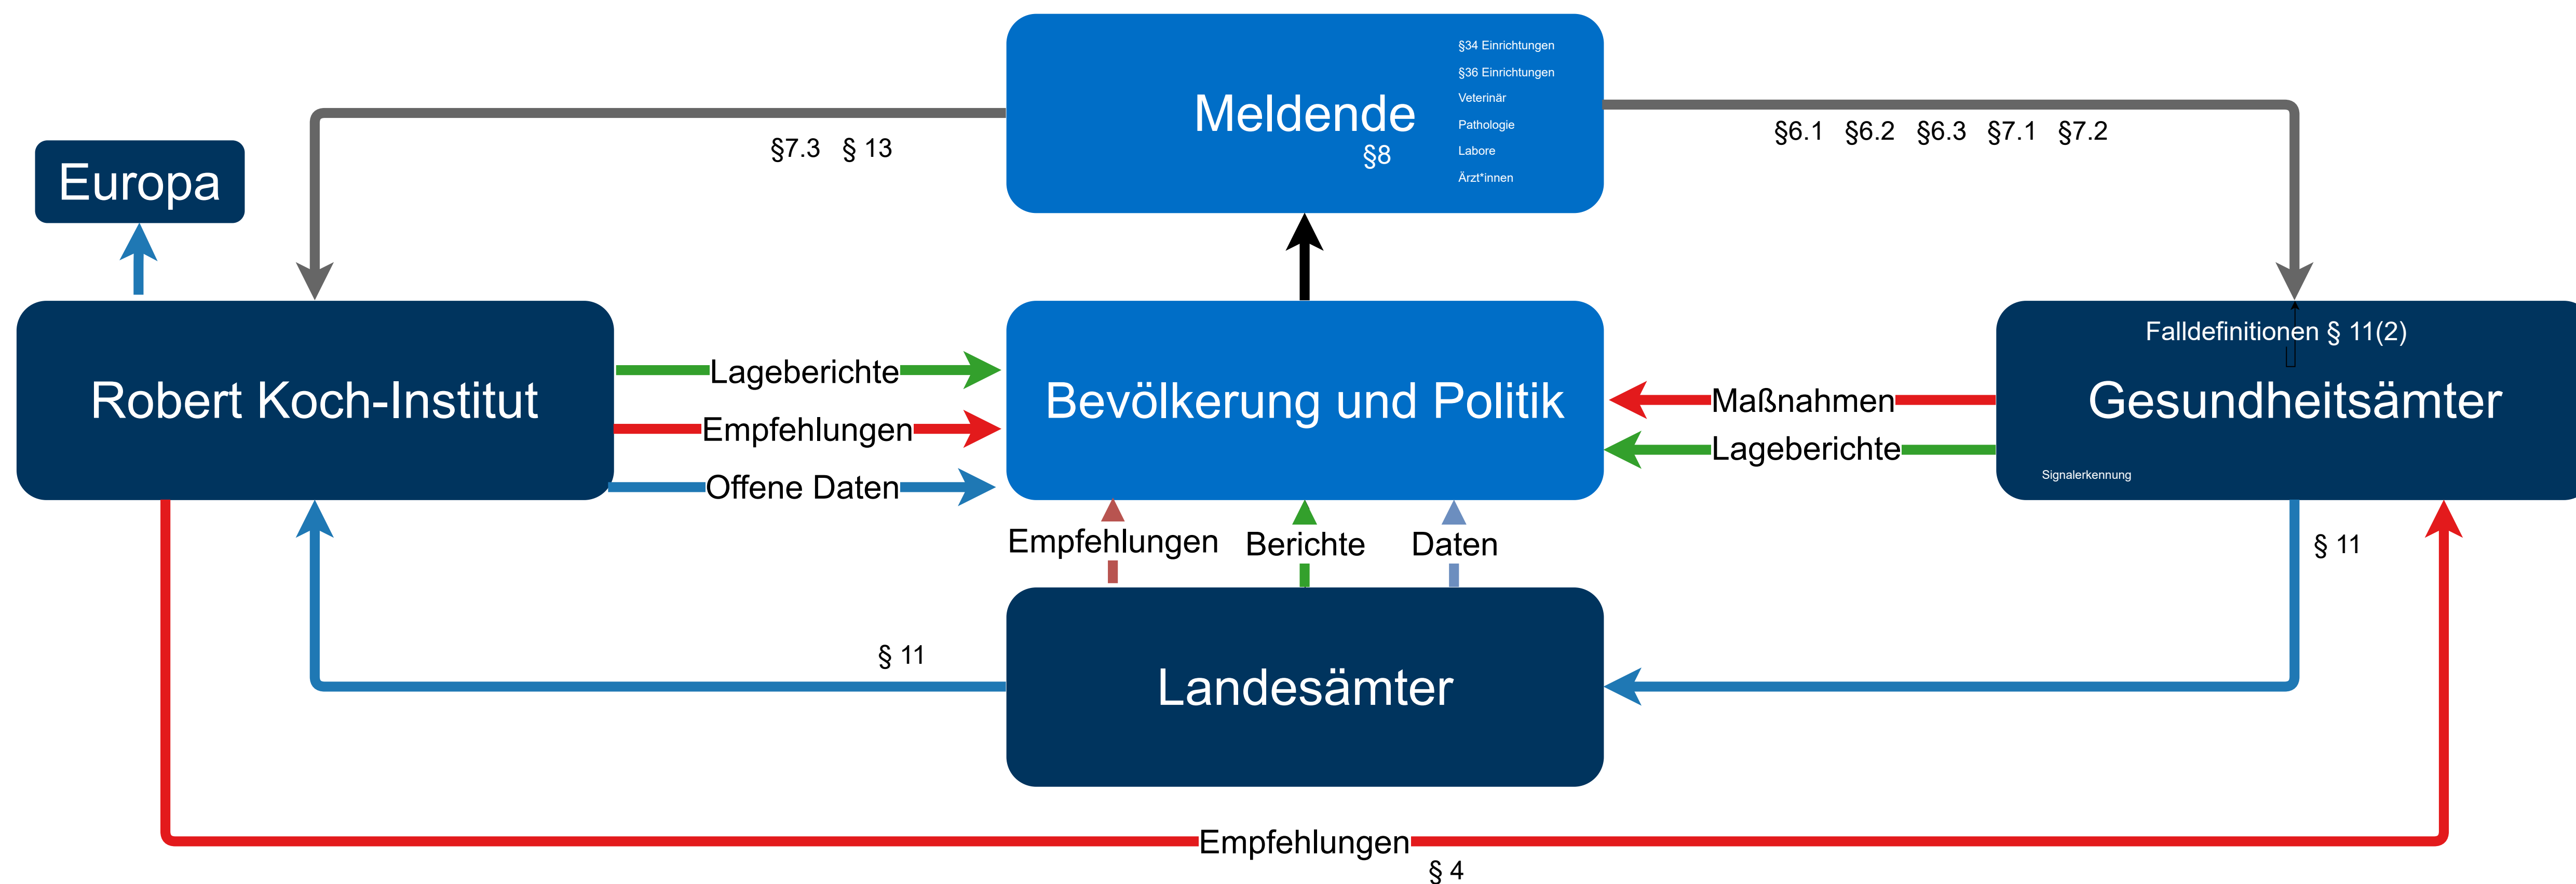 §34 Einrichtungen
§36 Einrichtungen
Meldende
Veterinär
Pathologie
§8
Labore
Ärzt*innen
§7.3 § 13
§6.1 §6.2 §6.3 §7.1 §7.2
Europa
Robert Koch-Institut
Lageberichte
Empfehlungen
Offene Daten
Bevölkerung und Politik
Maßnahmen
Lageberichte
Falldefinitionen § 11(2)
Gesundheitsämter
Signalerkennung
Empfehlungen
Berichte
Daten
§ 11
§ 11
Landesämter
Empfehlungen
§ 4